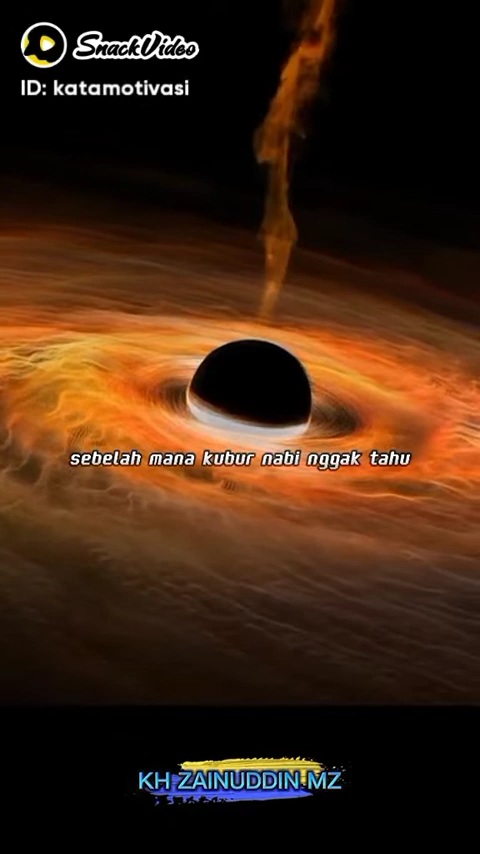 SnackVideo
ID: katamotivasi
sebelah mana kubur nabi nggak tahu
KH ZAINUDDIN MZ